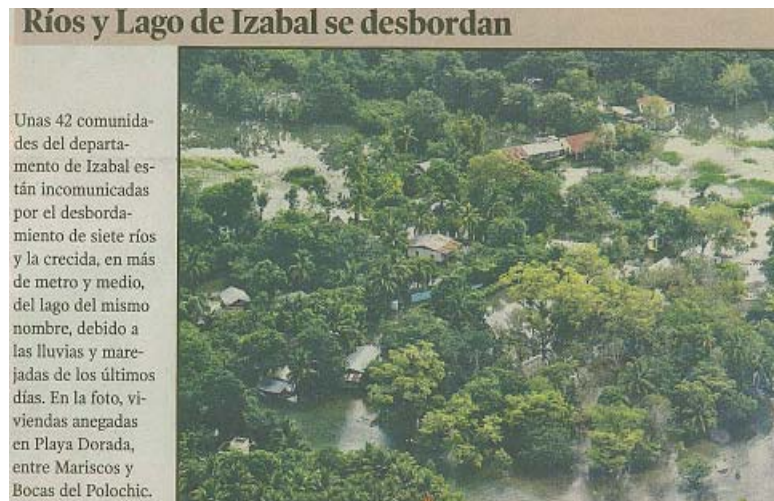 Ríos y Lago de Izabal se desbordan
Unas 42 comunida-
des del departa-
mento de Izabal es-
tán incomunicadas
por el desborda-
miento de siete ríos
y la crecida, en más
de metro y medio,
del lago del mismo
nombre, debido a
las lluvias y mare-
jadas de los últimos
días. En la foto, vi-
viendas anegadas
en Playa Dorada,
entre Mariscos y
Bocas del Polochic.